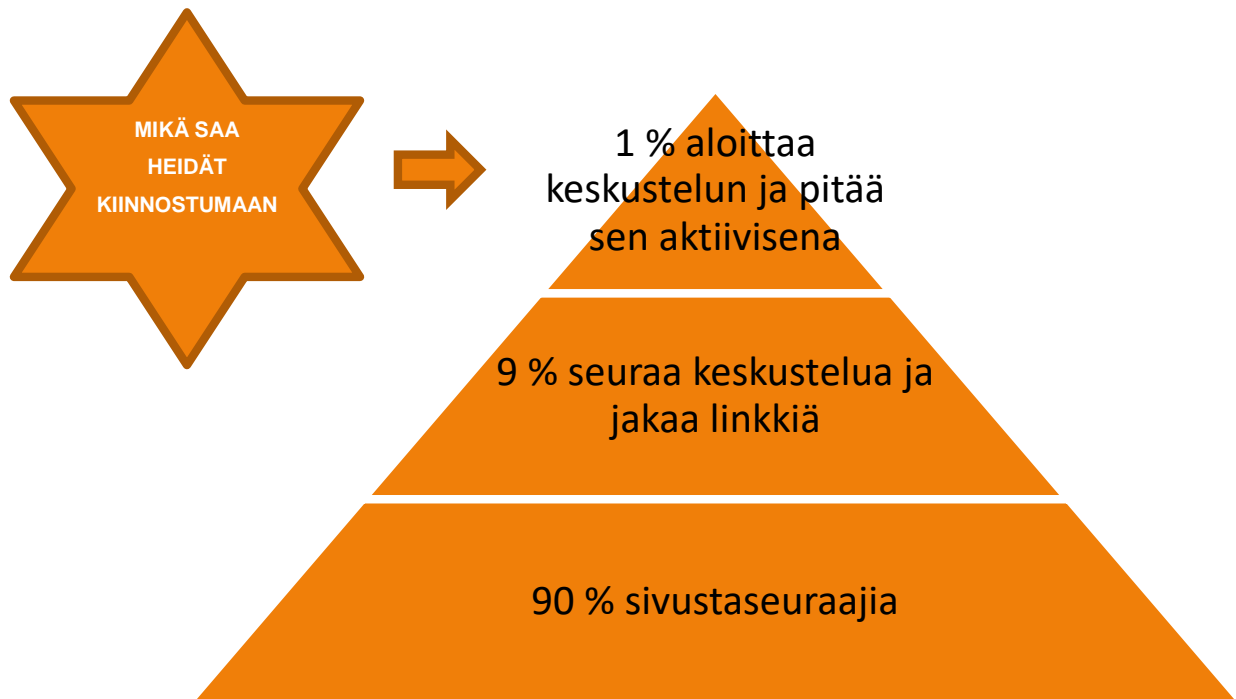 MIKÄ SAA
HEIDÄT
KIINNOSTUMAAN
1 % aloittaa
keskustelun ja pitää
sen aktiivisena
9 % seuraa keskustelua ja
jakaa linkkiä
90 % sivustaseuraajia